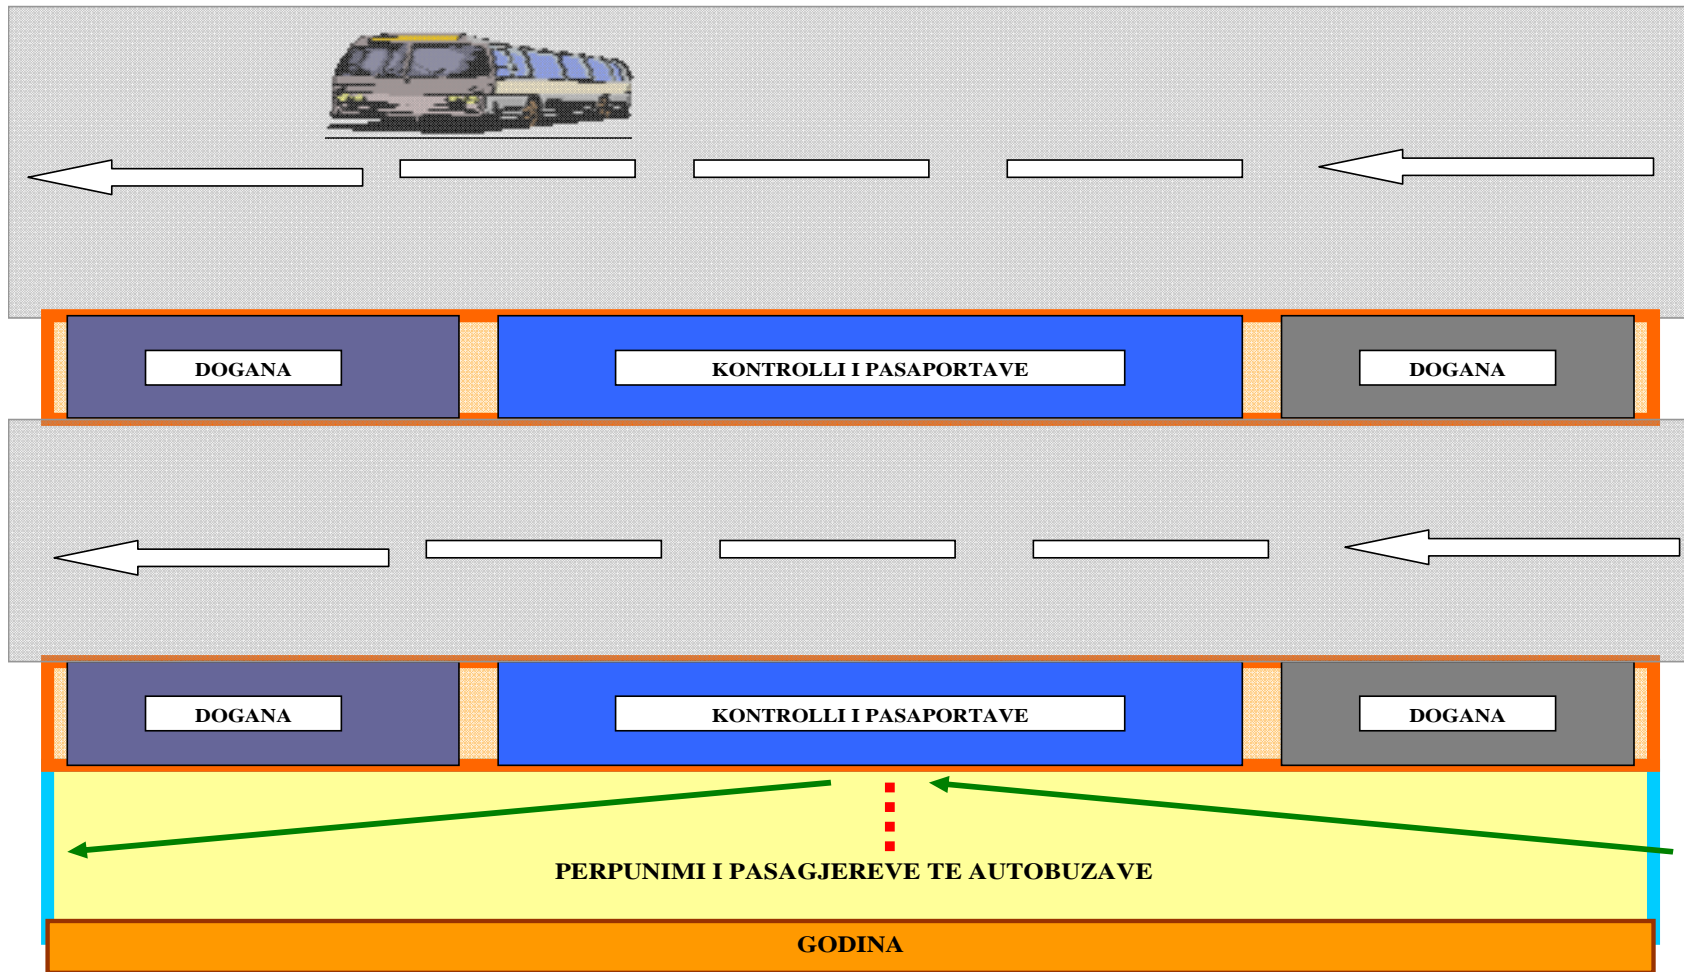 DOGANA
KONTROLLI I PASAPORTAVE
DOGANA
DOGANA
KONTROLLI I PASAPORTAVE
DOGANA
PERPUNIMI I PASAGJEREVE TE AUTOBUZAVE
GODINA